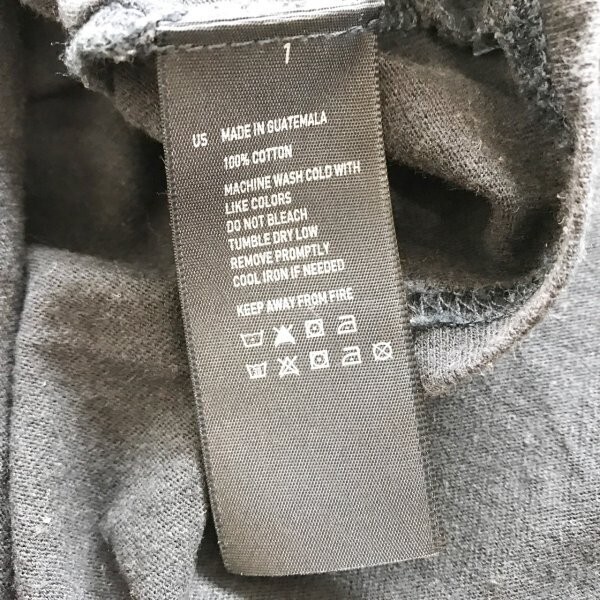 1
US MADE IN GUATEMALA
100% COTTON
MACHINE WASH COLD WITH
LIKE COLORS
DO NOT BLEACH
TUMBLE DRY LOW
REMOVE PROMPTLY
COOL IRON IF NEEDED
KEEP AWAY FROM FIRE